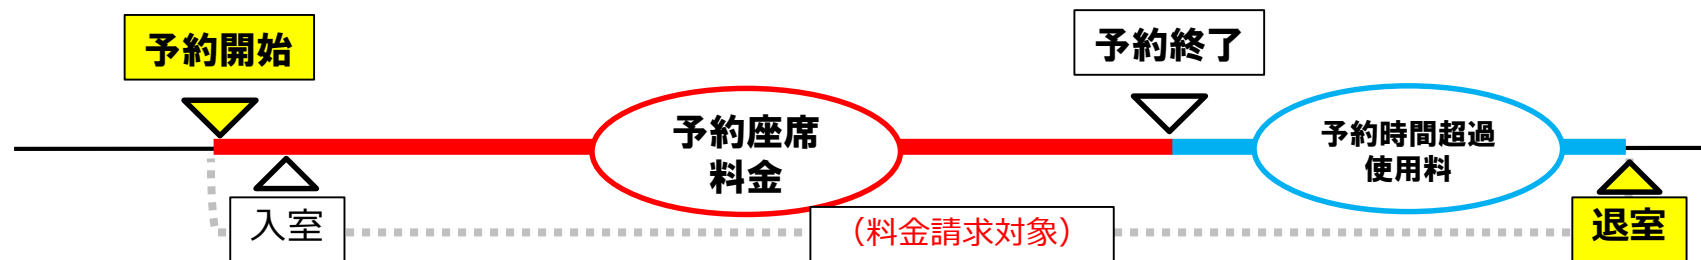 予約開始
予約終了
予約座席
料金
予約時間超過
使用料
入室
（料金請求対象）
退室